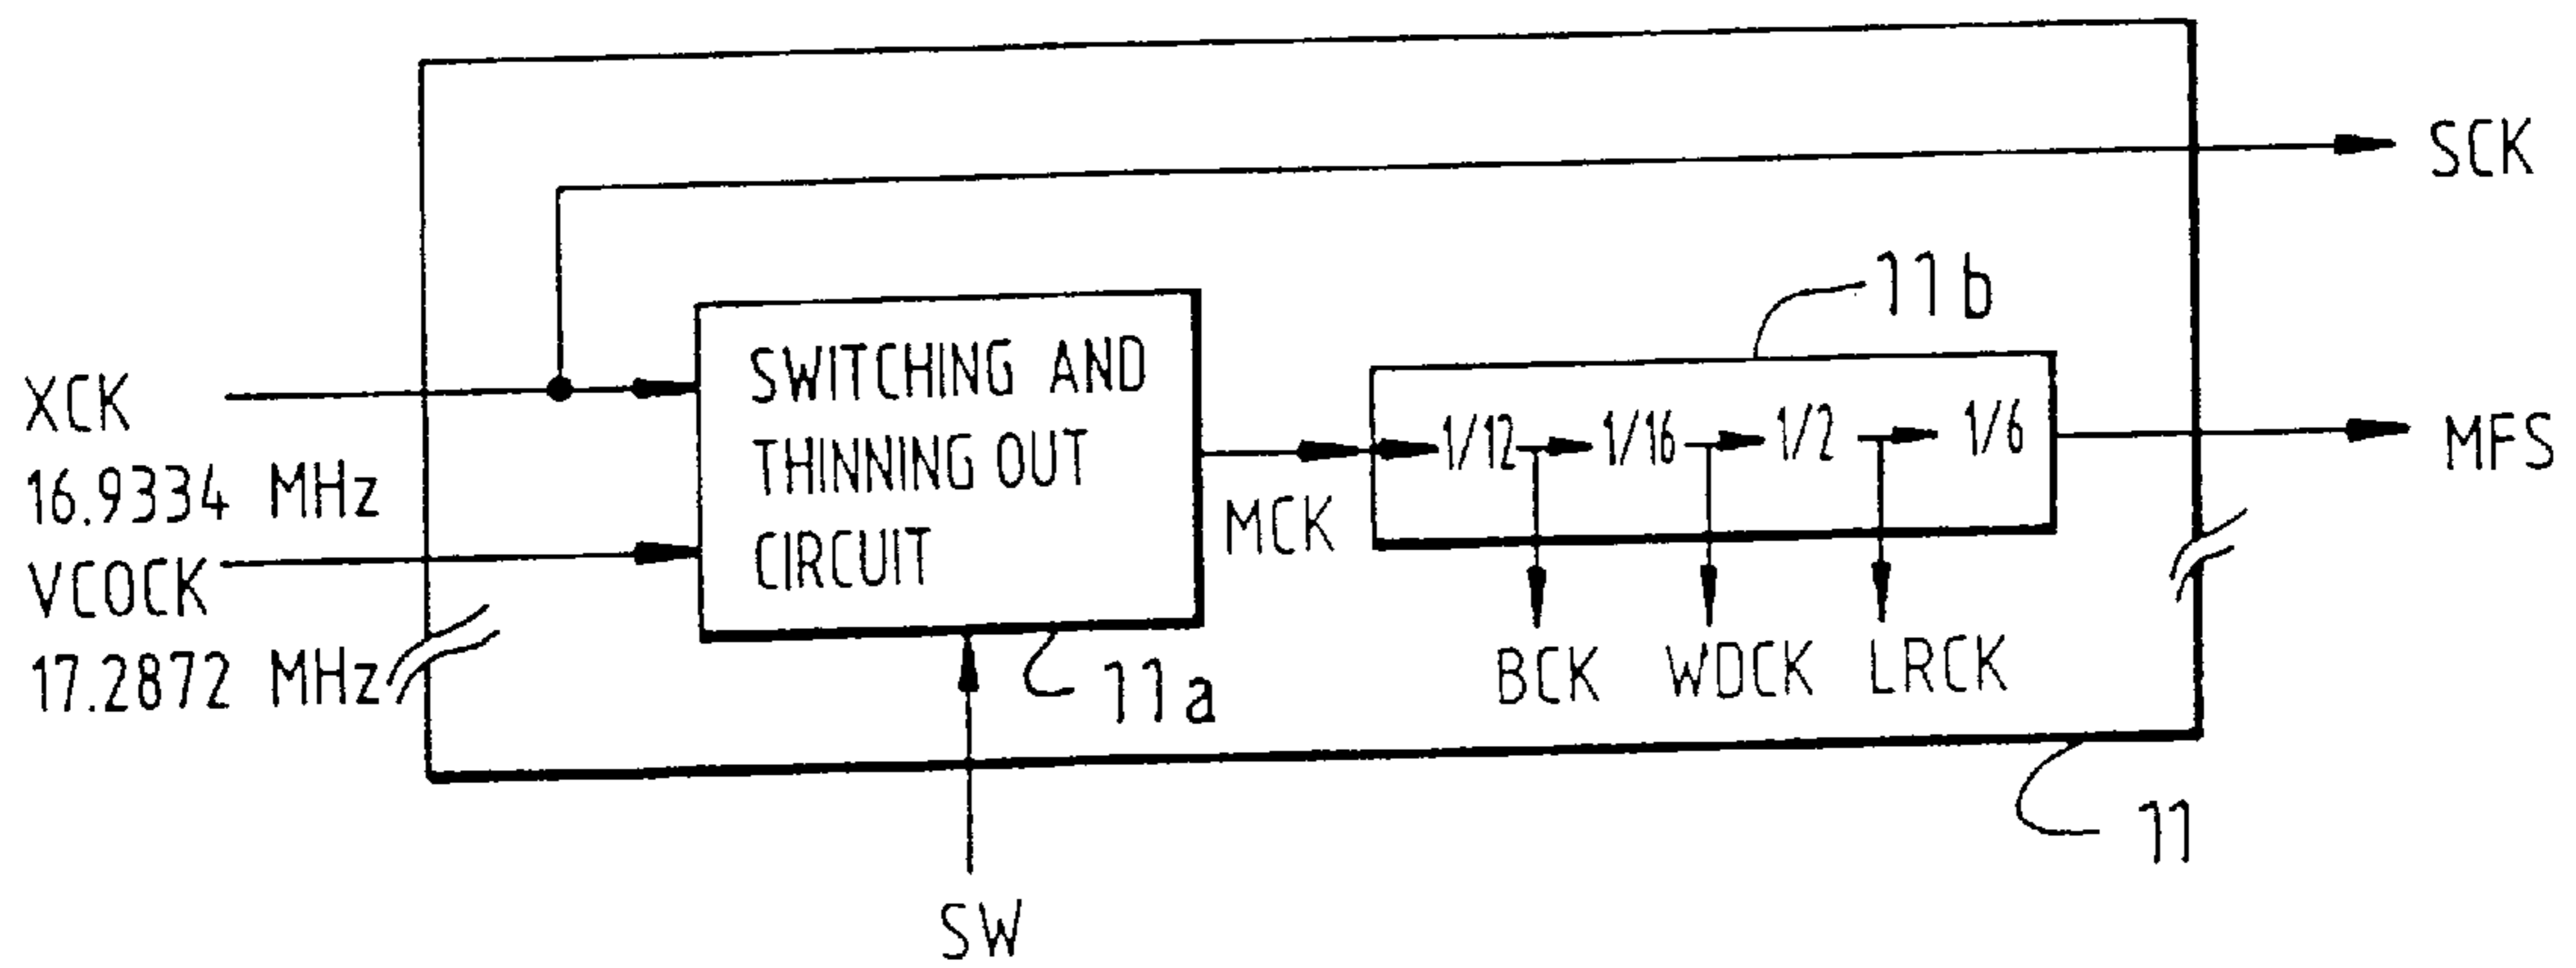 SCK
11b
XCK
16.9334 MHz
VCOCK
17.2872 MHz
SWITCHING AND
THINNING OUT
CIRCUIT
MCK
1/12 1/16 1/2 1/6
MFS
BCK WDCK LRCK
11a
11
SW